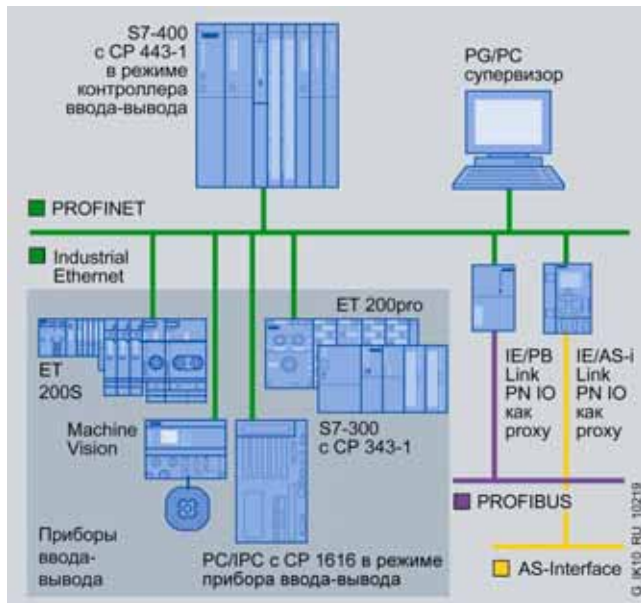 S7-400
с CP 443-1
в режиме
контроллера
ввода-вывода
PG/PC
супервизор
PROFINET
Industrial
Ethernet
ET 200pro
ET
200S
Machine
Vision
S7-300
с CP 343-1
IE/PB
Link
PN IO
как
proxy
IE/AS-i
Link
PN IO
как
proxy
PROFIBUS
Приборы
ввода-
вывода
PC/IPC с CP 1616 в режиме
прибора ввода-вывода
AS-Interface
G_IK10_RU_10219